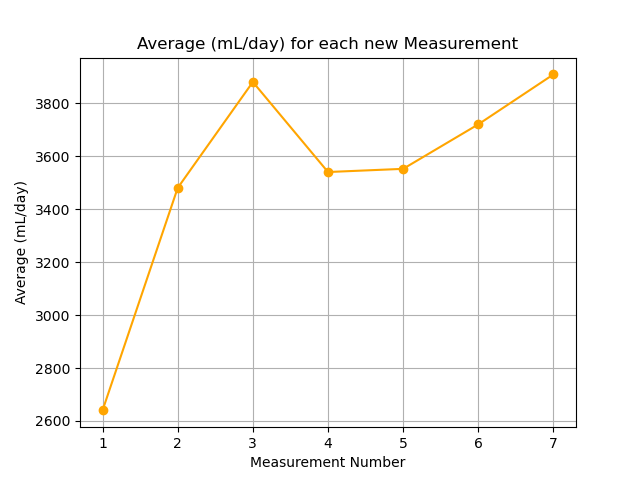 Average (mL/day) for each new Measurement
Average (mL/day)
3800
3600
3400
3200
3000
2800
2600
1 2 3 4 5 6 7
Measurement Number